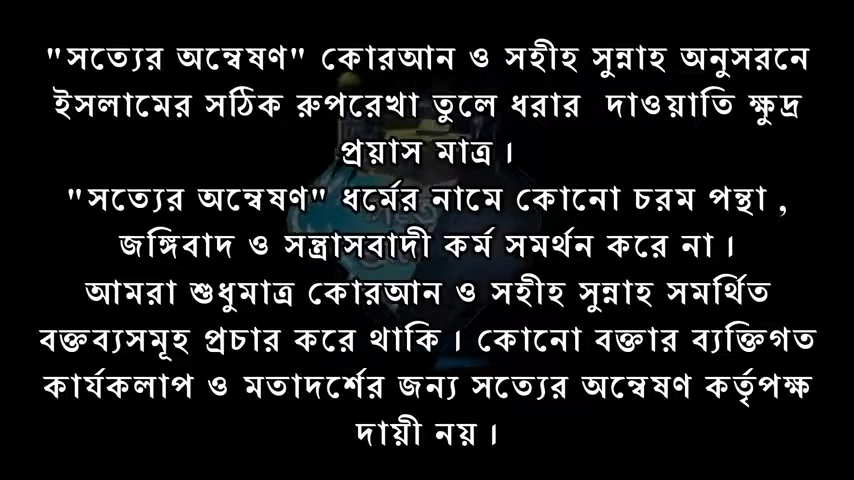 "সত্যের অন্বেষণ" কোরআন ও সহীহ সুন্নাহ অনুসরনে
ইসলামের সঠিক রুপরেখা তুলে ধরার দাওয়াতি ক্ষুদ্র
প্রয়াস মাত্র।
"সত্যের অন্বেষণ" ধর্মের নামে কোনো চরম পন্থা ,
জঙ্গিবাদ ও সন্ত্রাসবাদী কর্ম সমর্থন করে না।
আমরা শুধুমাত্র কোরআন ও সহীহ সুন্নাহ সমর্থিত
বক্তব্যসমূহ প্রচার করে থাকি। কোনো বক্তার ব্যক্তিগত
কার্যকলাপ ও মতাদর্শের জন্য সত্যের অন্বেষণ কর্তৃপক্ষ
দায়ী নয়।